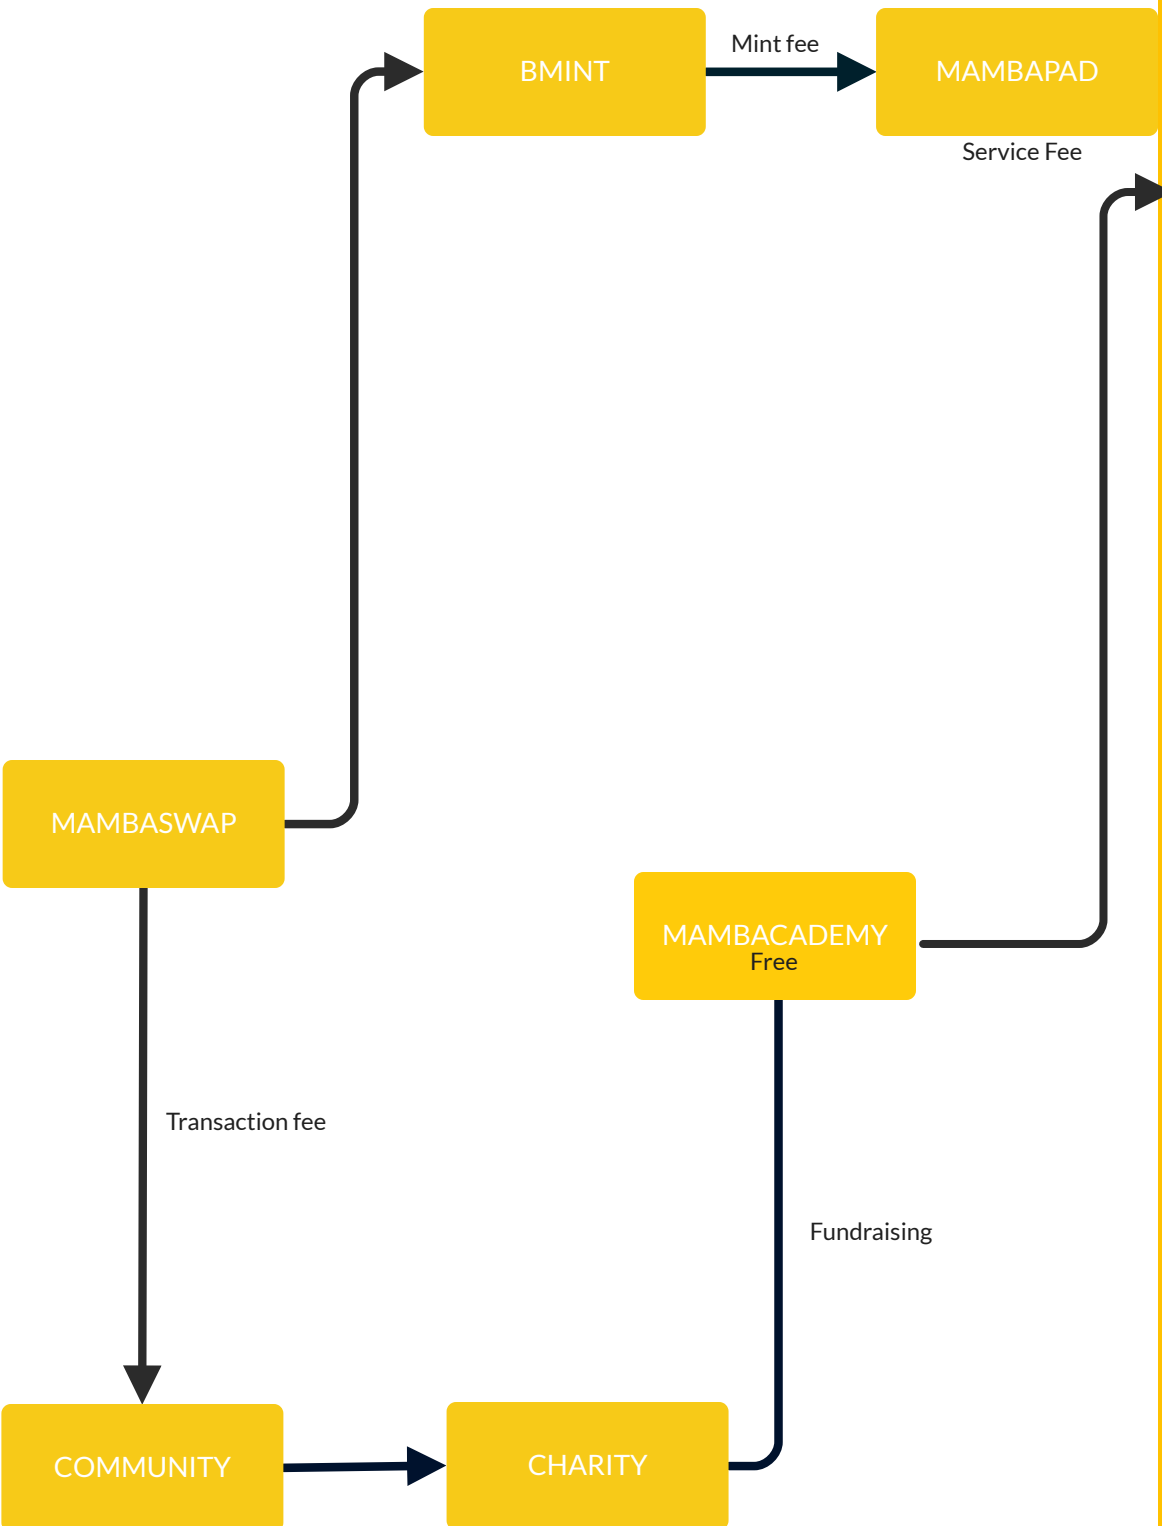 BMINT
Mint fee
MAMBAPAD
Service Fee
MAMBASWAP
MAMBACADEMY
Free
Transaction fee
Fundraising
COMMUNITY
CHARITY